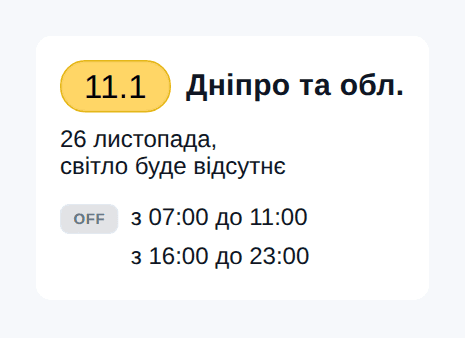 11.1 Дніпро та обл.
26 листопада,
світло буде відсутнє
OFF з 07:00 до 11:00
з 16:00 до 23:00